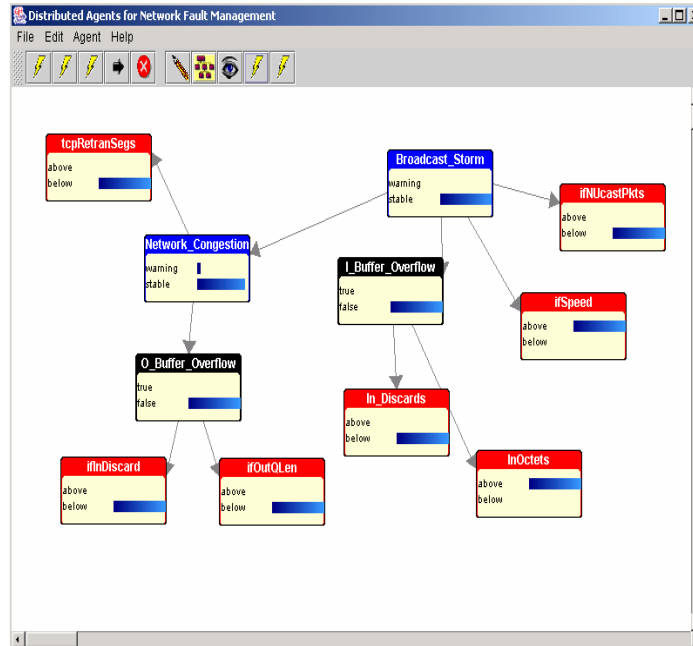 Distributed Agents for Network Fault Management
File Edit Agent Help
tcpRetranSegs
above
below
Broadcast_Storm
warning
stable
ifNUcastPkts
above
below
Network_Congestion
warning
stable
I_Buffer_Overflow
true
false
ifSpeed
above
below
O_Buffer_Overflow
true
false
In_Discards
above
below
ifInDiscard
above
below
ifOutQLen
above
below
InOctets
above
below